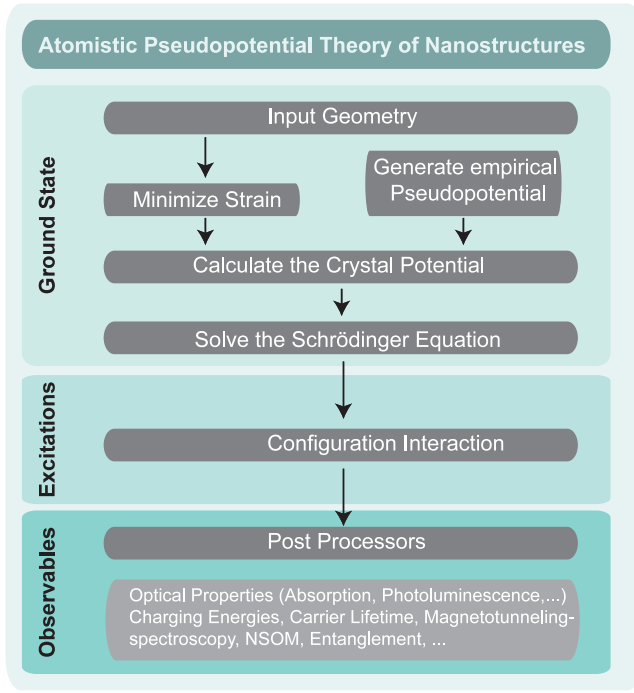 Atomistic Pseudopotential Theory of Nanostructures
Ground State
Input Geometry
Minimize Strain
Generate empirical
Pseudopotential
Calculate the Crystal Potential
Solve the Schrödinger Equation
Excitations
Configuration Interaction
Observables
Post Processors
Optical Properties (Absorption, Photoluminescence,...)
Charging Energies, Carrier Lifetime, Magnetotunneling-
spectroscopy, NSOM, Entanglement, ...